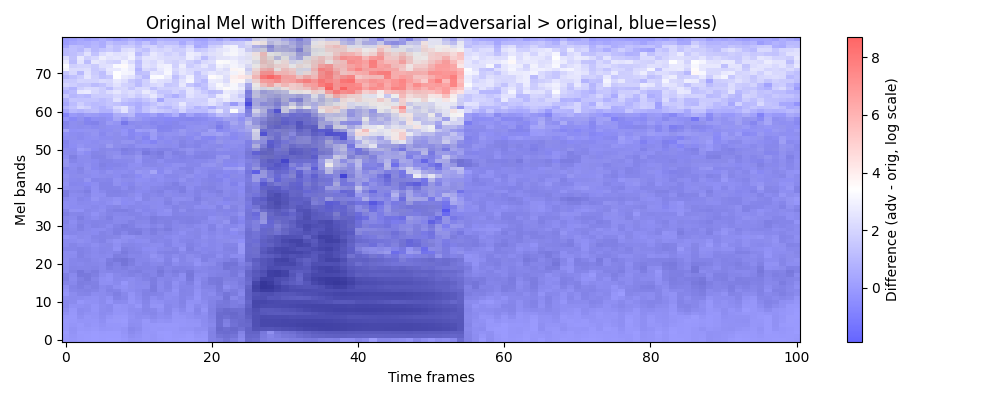 Original Mel with Differences (red=adversarial > original, blue=less)
Mel bands
70
60
50
40
30
20
10
0
0 20 40 60 80 100
Time frames
8
6
4
2
0
Difference (adv - orig, log scale)